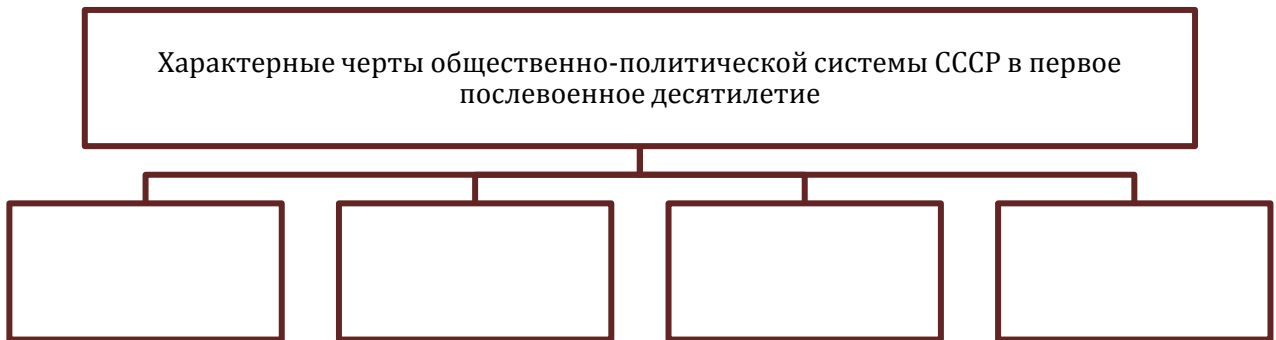 Характерные черты общественно-политической системы СССР в первое
послевоенное десятилетие